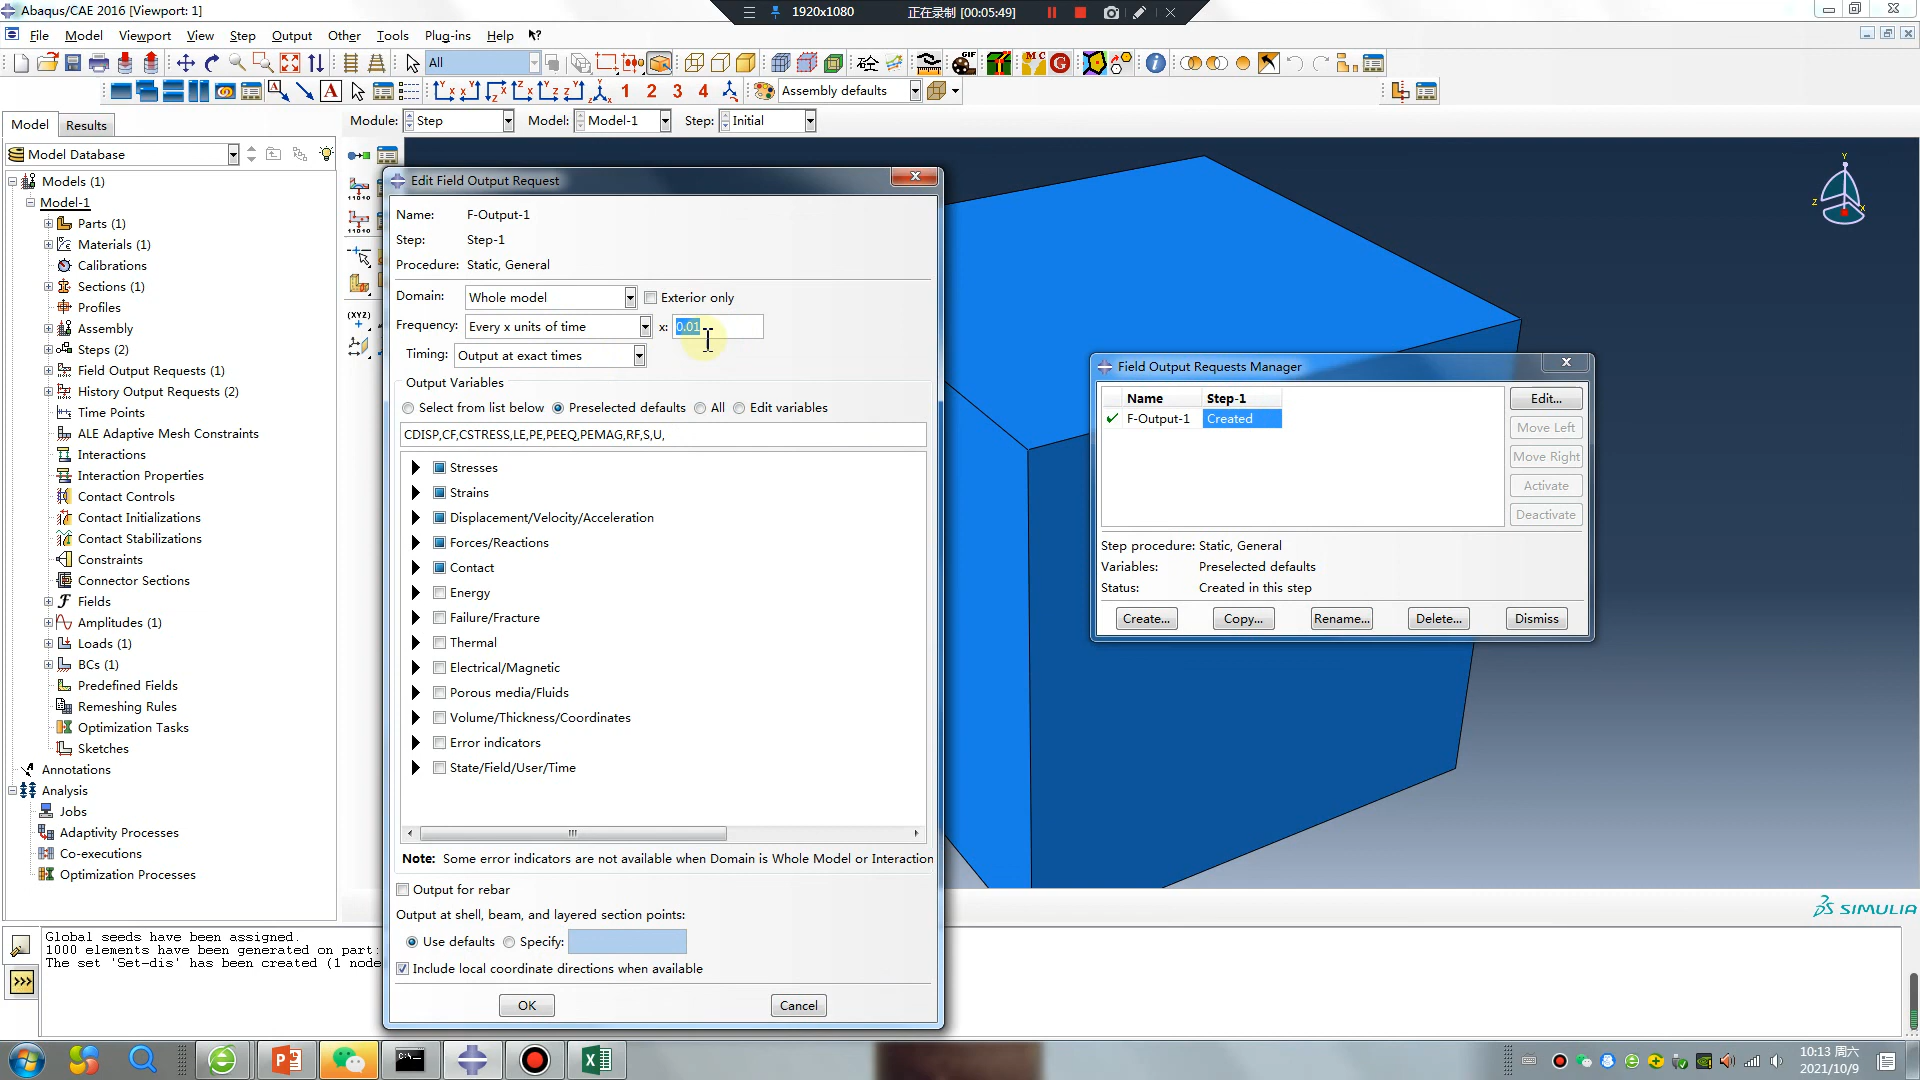 Abaqus/CAE 2016 [Viewport: 1]
1920x1080
正在录制 [00:05:49]
File Model Viewport View Step Output Other Tools Plug-ins Help
All
GIF
M C
G
砼
A
1 2 3 4
Assembly defaults
Model Results
Module: Step Model: Model-1 Step: Initial
Model Database
Models (1)
Model-1
Parts (1)
Materials (1)
Calibrations
Sections (1)
Profiles
Assembly
Steps (2)
Field Output Requests (1)
History Output Requests (2)
Time Points
ALE Adaptive Mesh Constraints
Interactions
Interaction Properties
Contact Controls
Contact Initializations
Contact Stabilizations
Constraints
Connector Sections
Fields
Amplitudes (1)
Loads (1)
BCs (1)
Predefined Fields
Remeshing Rules
Optimization Tasks
Sketches
Annotations
Analysis
Jobs
Adaptivity Processes
Co-executions
Optimization Processes
Edit Field Output Request
Name: F-Output-1
Step: Step-1
Procedure: Static, General
Domain: Whole model Exterior only
Frequency: Every x units of time x: 0.01
Timing: Output at exact times
Output Variables
Select from list below Preselected defaults All Edit variables
CDISP,CF,CSTRESS,LE,PE,PEEQ,PEMAG,RF,S,U,
Stresses
Strains
Displacement/Velocity/Acceleration
Forces/Reactions
Contact
Energy
Failure/Fracture
Thermal
Electrical/Magnetic
Porous media/Fluids
Volume/Thickness/Coordinates
Error indicators
State/Field/User/Time
Note: Some error indicators are not available when Domain is Whole Model or Interaction
Output for rebar
Output at shell, beam, and layered section points:
Use defaults Specify:
Include local coordinate directions when available
OK Cancel
Field Output Requests Manager
Name Step-1
F-Output-1 Created
Edit...
Move Left
Move Right
Activate
Deactivate
Step procedure: Static, General
Variables: Preselected defaults
Status: Created in this step
Create... Copy... Rename... Delete... Dismiss
Y
Z
X
SIMULIA
Global seeds have been assigned.
1000 elements have been generated on part:
The set 'Set-dis' has been created (1 node
10:13 周六
2021/10/9